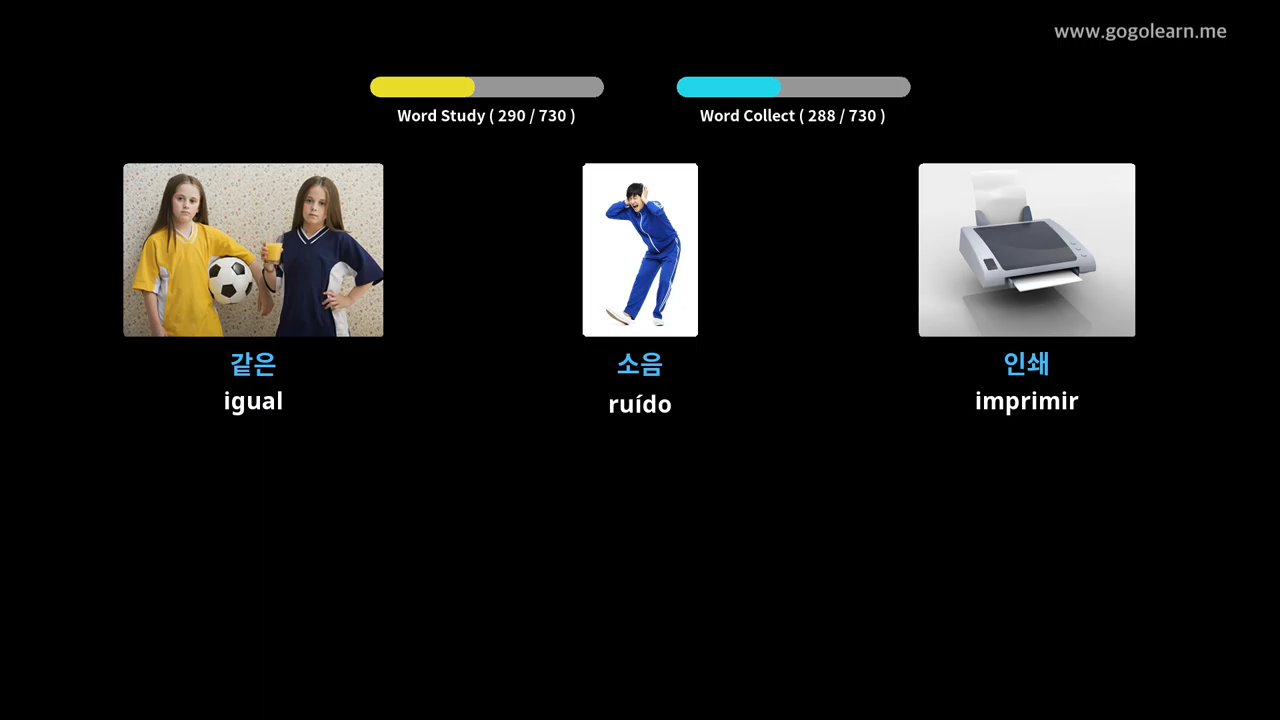 www.gogolearn.me
Word Study ( 290 / 730 )
Word Collect ( 288 / 730 )
같은
igual
소음
ruído
인쇄
imprimir